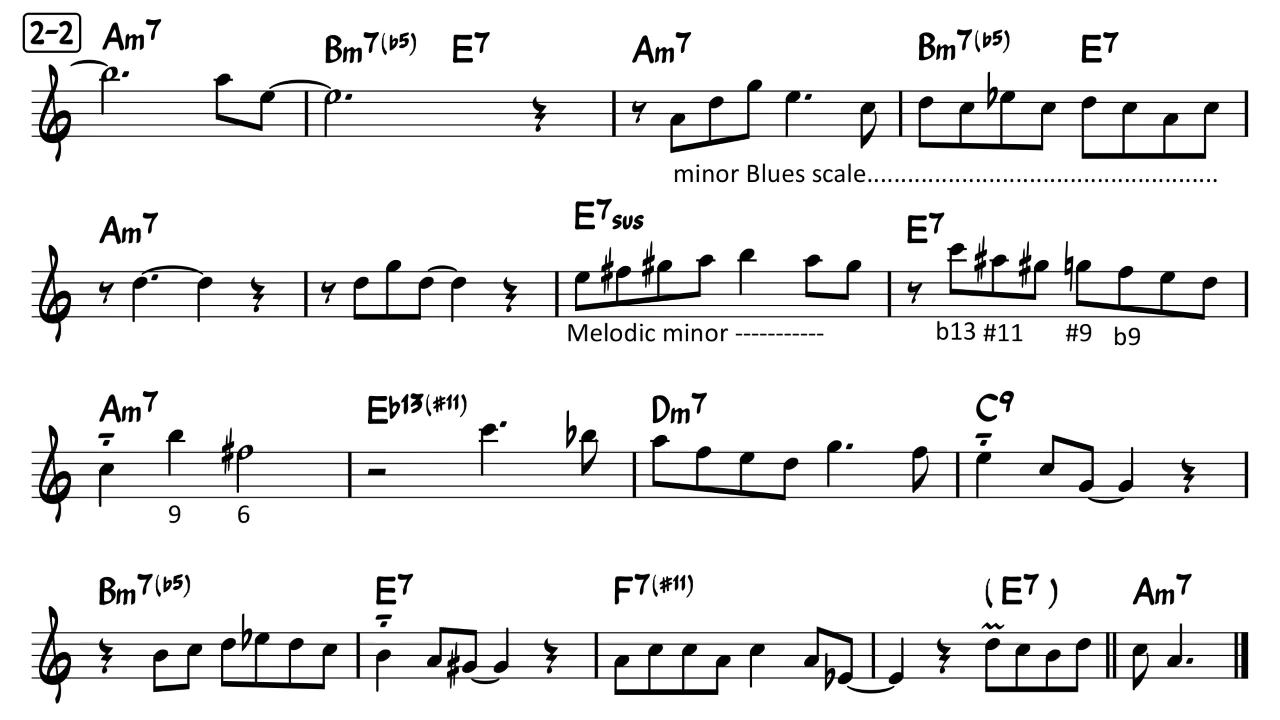 2-2 Am7 Bm7(b5) E7 Am7 Bm7(b5) E7
minor Blues scale....................................................
Am7 E7sus E7
Melodic minor ----------- b13 #11 #9 b9
Am7 Eb13(#11) Dm7 C9
9 6
Bm7(b5) E7 F7(#11) ( E7 ) Am7